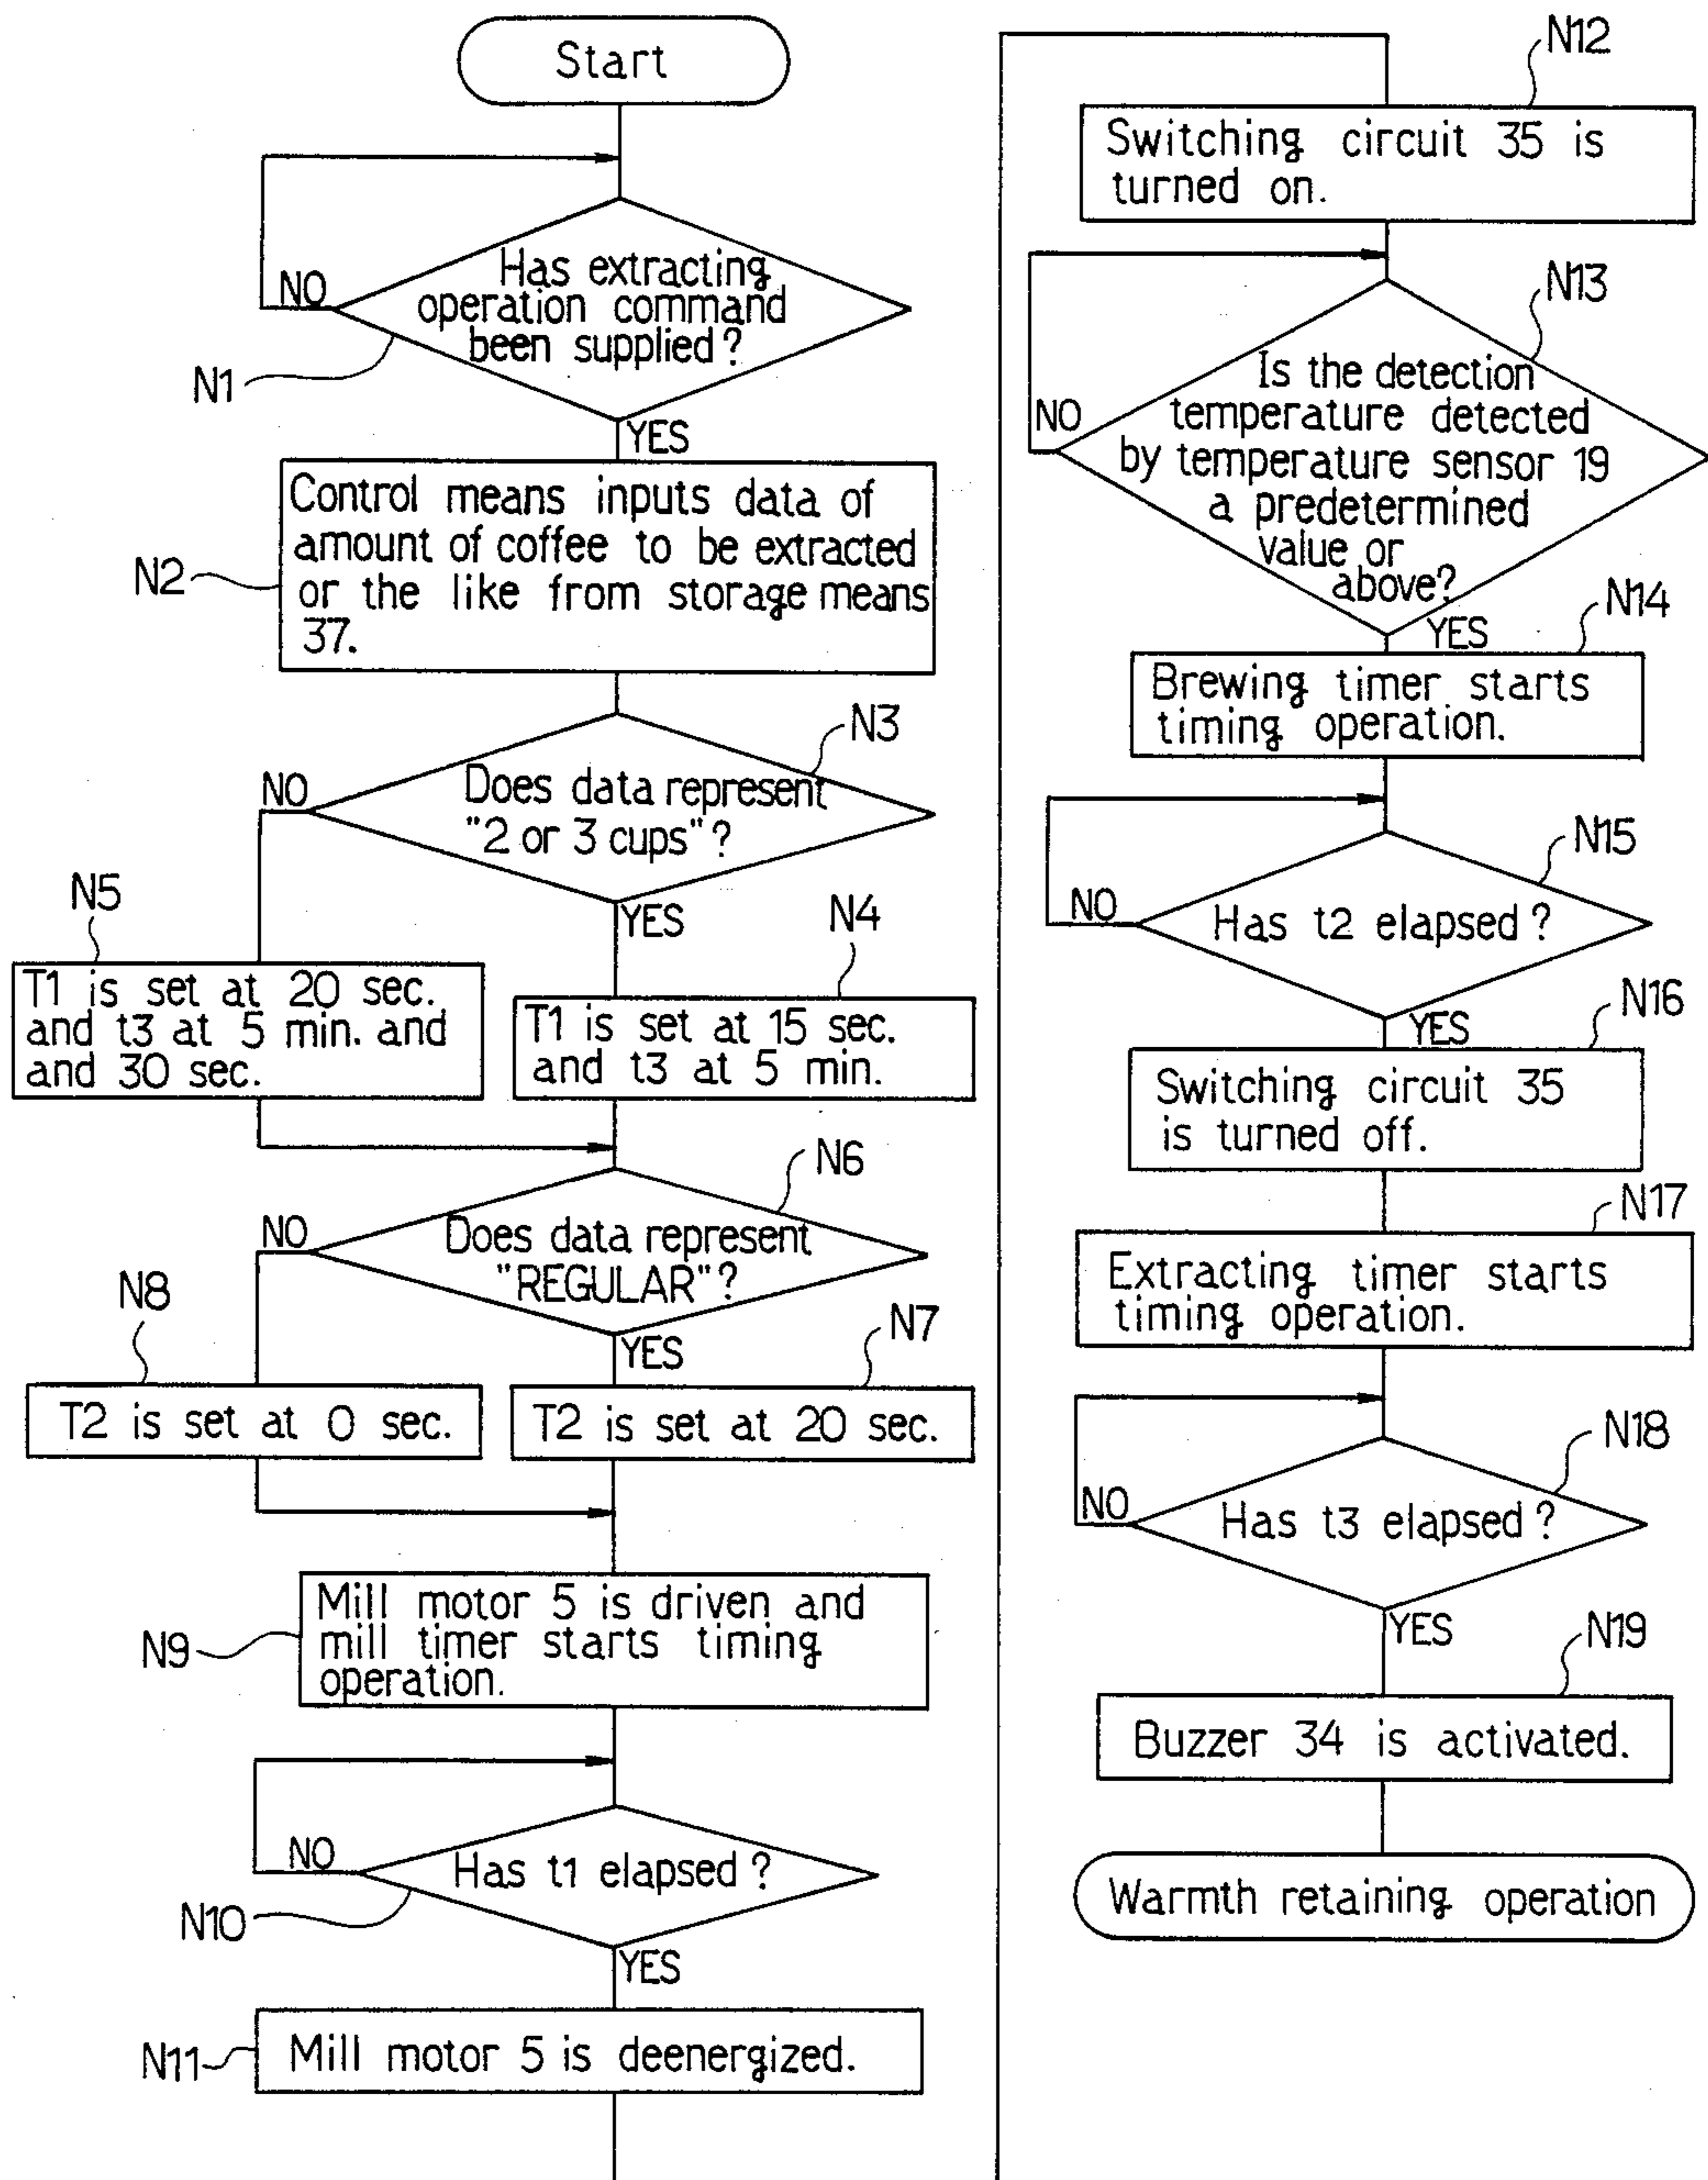 Start
Has extracting
operation command
been supplied?
NO
N1
YES
Control means inputs data of
amount of coffee to be extracted
or the like from storage means
37.
N2
N3
Does data represent
"2 or 3 cups"?
NO
YES
N5
T1 is set at 20 sec.
and t3 at 5 min. and
and 30 sec.
N4
T1 is set at 15 sec.
and t3 at 5 min.
N6
Does data represent
"REGULAR"?
NO
YES
N8
T2 is set at 0 sec.
N7
T2 is set at 20 sec.
Mill motor 5 is driven and
mill timer starts timing
operation.
N9
NO
Has t1 elapsed?
N10
YES
N11
Mill motor 5 is deenergized.
N12
Switching circuit 35 is
turned on.
N13
Is the detection
temperature detected
by temperature sensor 19
a predetermined
value or
above?
NO
YES
N14
Brewing timer starts
timing operation.
N15
NO
Has t2 elapsed?
YES
N16
Switching circuit 35
is turned off.
N17
Extracting timer starts
timing operation.
N18
NO
Has t3 elapsed?
YES
N19
Buzzer 34 is activated.
Warmth retaining operation